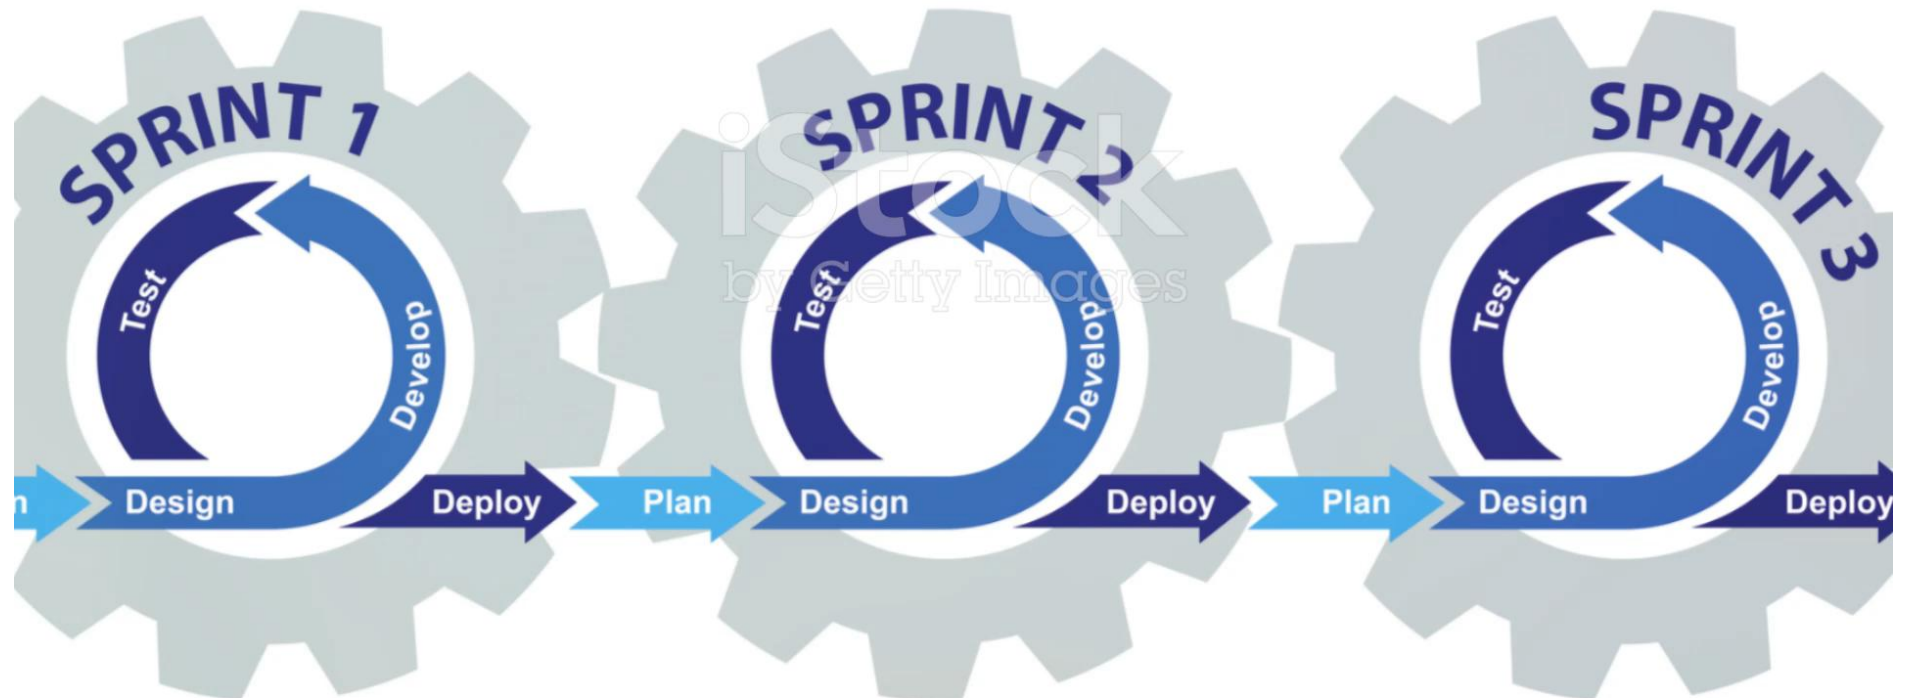 SPRINT 1
Test
Develop
Design
Deploy
SPRINT 2
iStock
by Getty Images
Test
Develop
Plan
Design
Deploy
SPRINT 3
Test
Develop
Plan
Design
Deploy